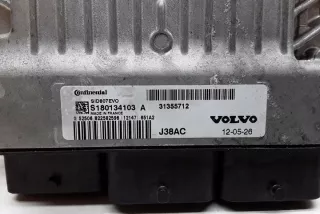 Continental
SID807EVO
S180134103 A 31355712
MADE IN FRANCE
VOLVO
J38AC 12-05-26